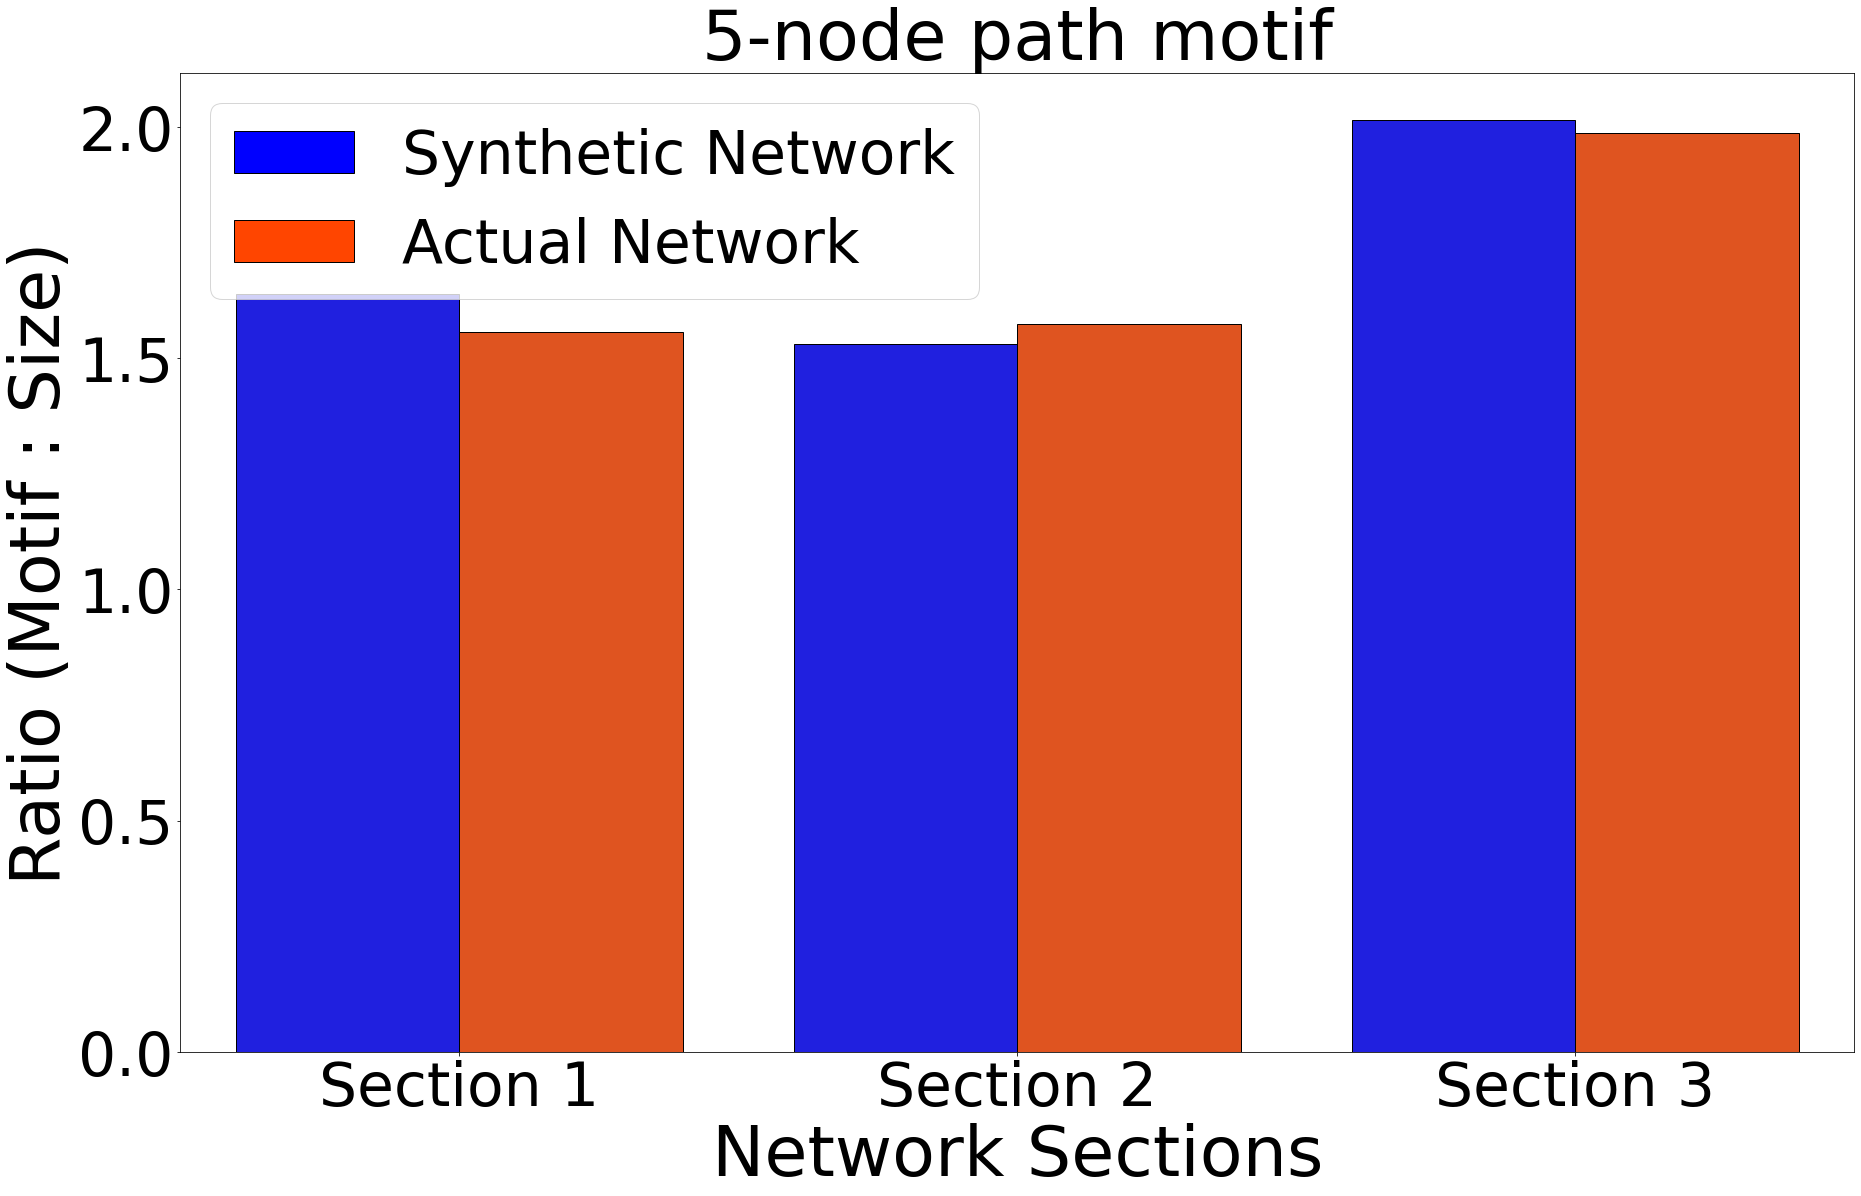 5-node path motif
Synthetic Network
Actual Network
Ratio (Motif : Size)
2.0
1.5
1.0
0.5
0.0
Section 1 Section 2 Section 3
Network Sections